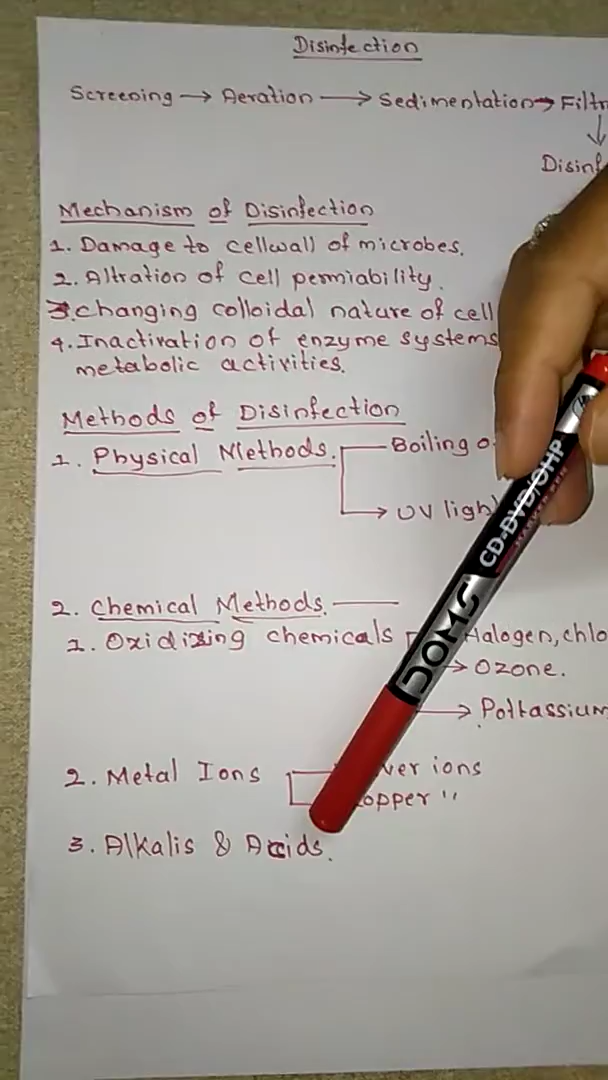 Disinfection
Screening → Aeration → Sedimentation → Filtr
Disinf
Mechanism of Disinfection
1. Damage to cellwall of microbes.
2. Altration of cell permiability.
3. changing colloidal nature of cell
4. Inactivation of enzyme systems
metabolic activities.
Methods of Disinfection
1. Physical Methods. Boiling o
UV ligh
2. Chemical Methods.
1. Oxidizing chemicals Halogen, chlo
→ Ozone.
→ Pottassium
2. Metal Ions ver ions
opper "
3. Alkalis & Acids.
DOMS CD-DVD/OHP
MARKER PEN